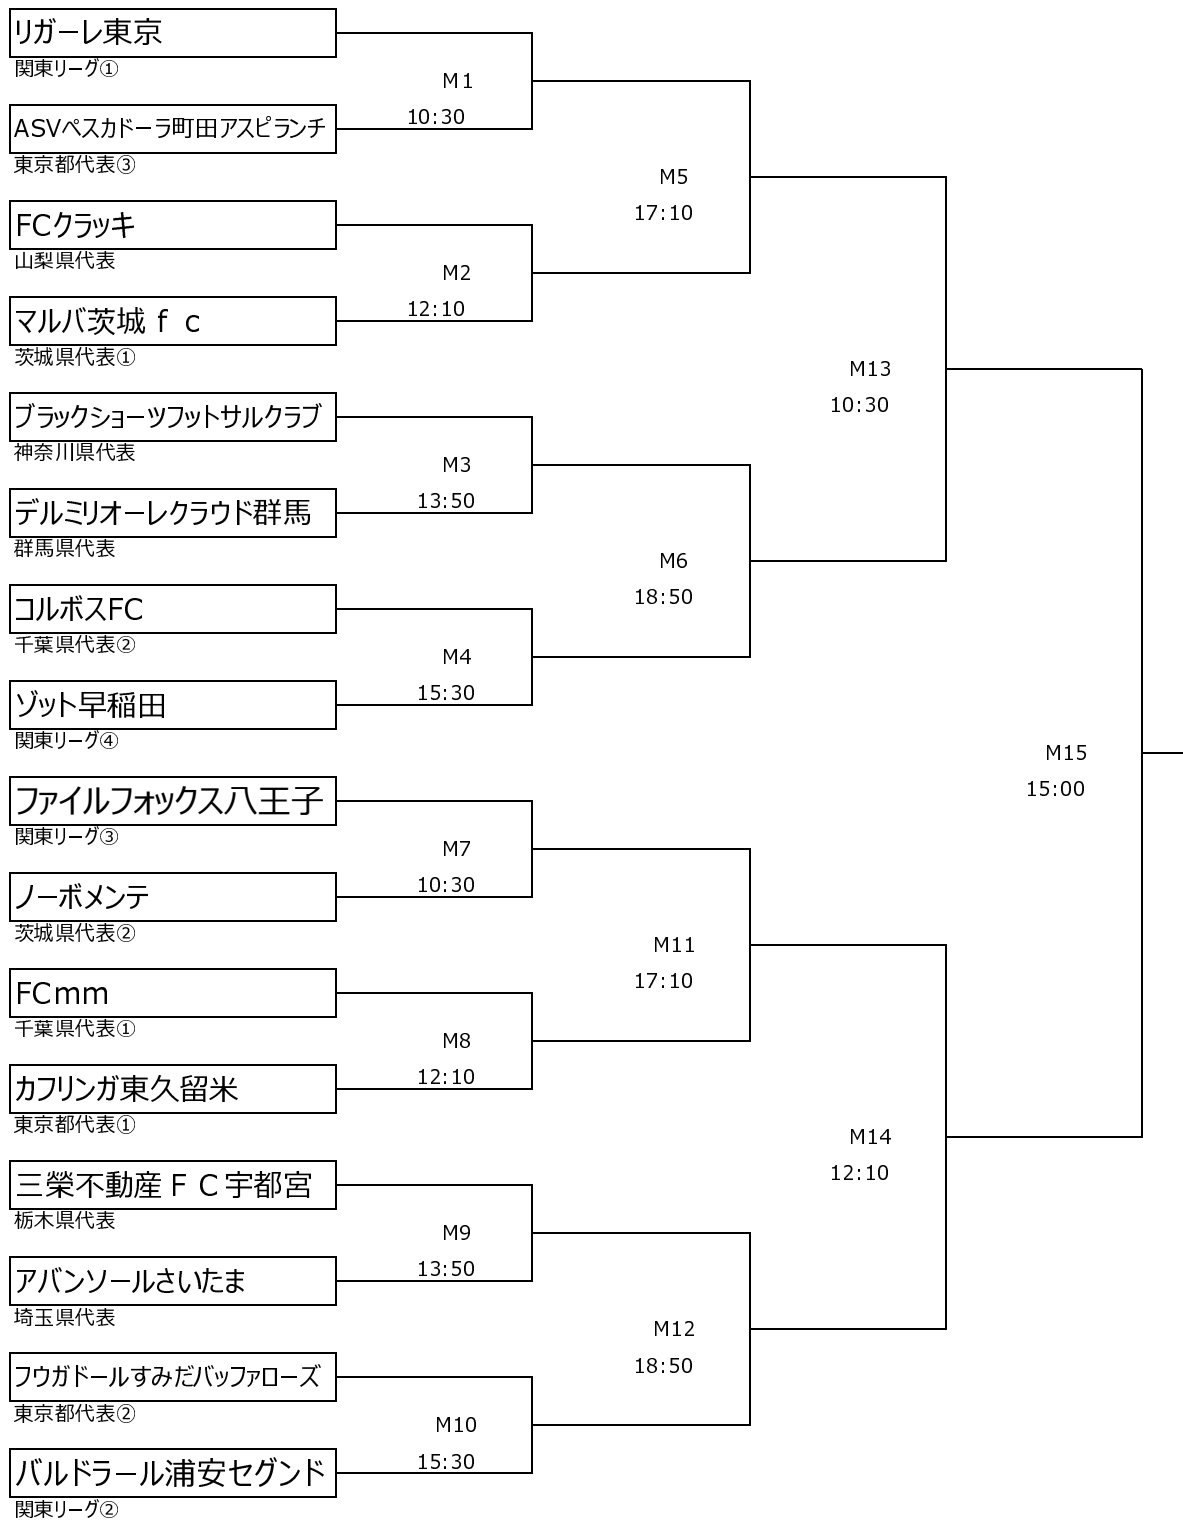 リガーレ東京
関東リーグ①
M1
10:30
ASVペスカドーラ町田アスピランチ
東京都代表③
M5
17:10
FCクラッキ
山梨県代表
M2
12:10
マルバ茨城ｆｃ
茨城県代表①
M13
10:30
ブラックショーツフットサルクラブ
神奈川県代表
M3
13:50
デルミリオーレクラウド群馬
群馬県代表
M6
18:50
コルボスFC
千葉県代表②
M4
15:30
ゾット早稲田
関東リーグ④
M15
15:00
ファイルフォックス八王子
関東リーグ③
M7
10:30
ノーボメンテ
茨城県代表②
M11
17:10
FCmm
千葉県代表①
M8
12:10
カフリンガ東久留米
東京都代表①
M14
12:10
三榮不動産ＦＣ宇都宮
栃木県代表
M9
13:50
アバンソールさいたま
埼玉県代表
M12
18:50
フウガドールすみだバッファローズ
東京都代表②
M10
15:30
バルドラール浦安セグンド
関東リーグ②